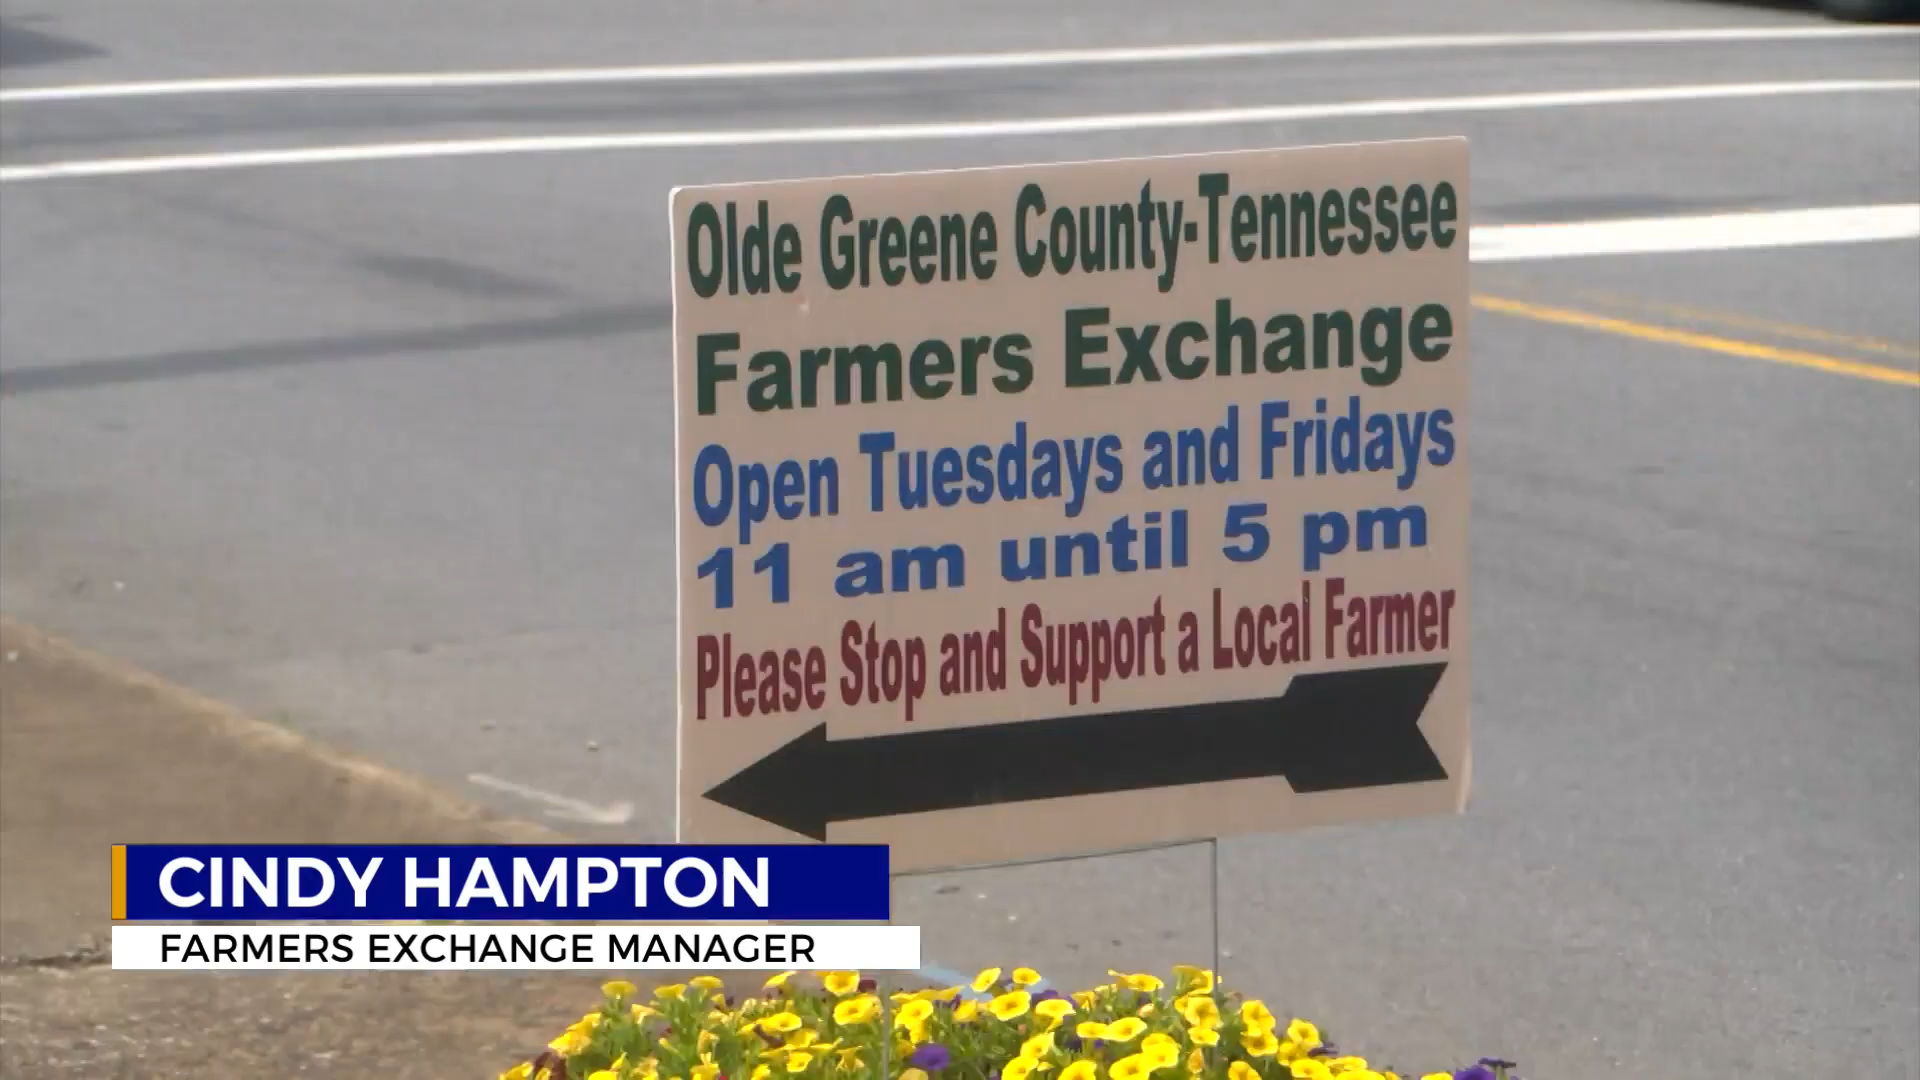 Olde Greene County-Tennessee
Farmers Exchange
Open Tuesdays and Fridays
11 am until 5 pm
Please Stop and Support a Local Farmer
CINDY HAMPTON
FARMERS EXCHANGE MANAGER